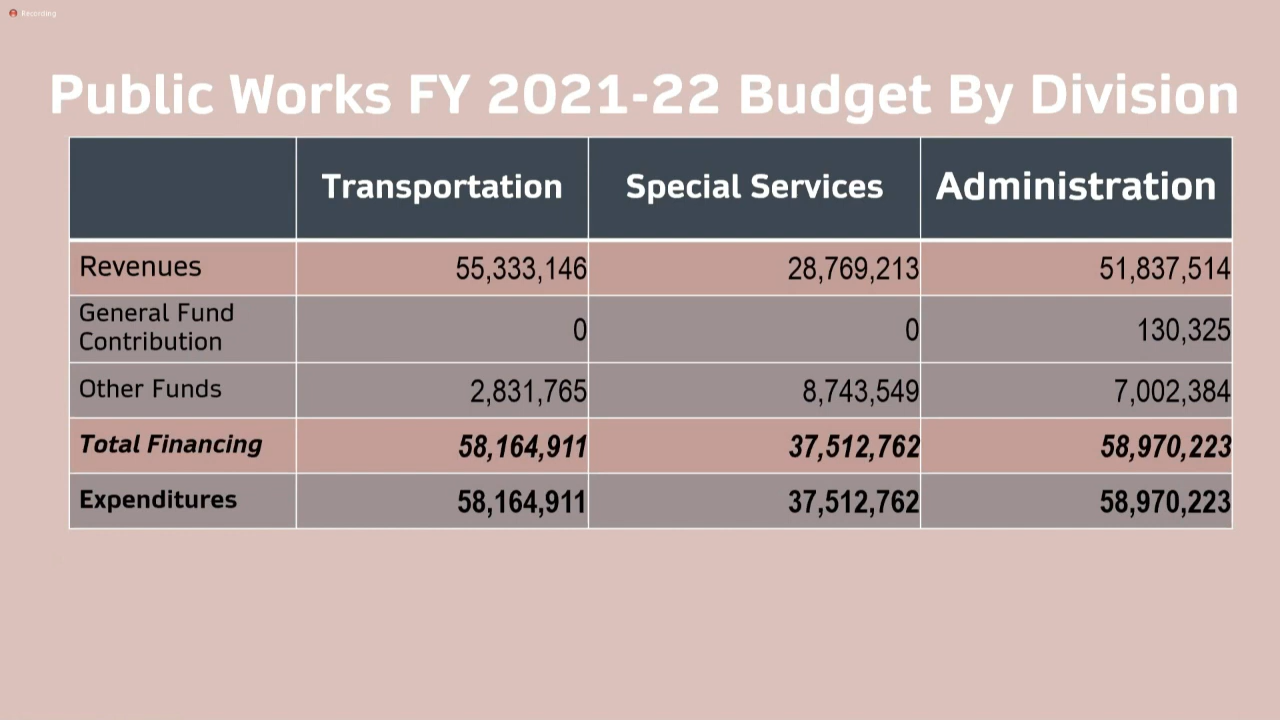 Recording
Public Works FY 2021-22 Budget By Division
Transportation Special Services Administration
Revenues 55,333,146 28,769,213 51,837,514
General Fund
Contribution 0 0 130,325
Other Funds 2,831,765 8,743,549 7,002,384
Total Financing 58,164,911 37,512,762 58,970,223
Expenditures 58,164,911 37,512,762 58,970,223